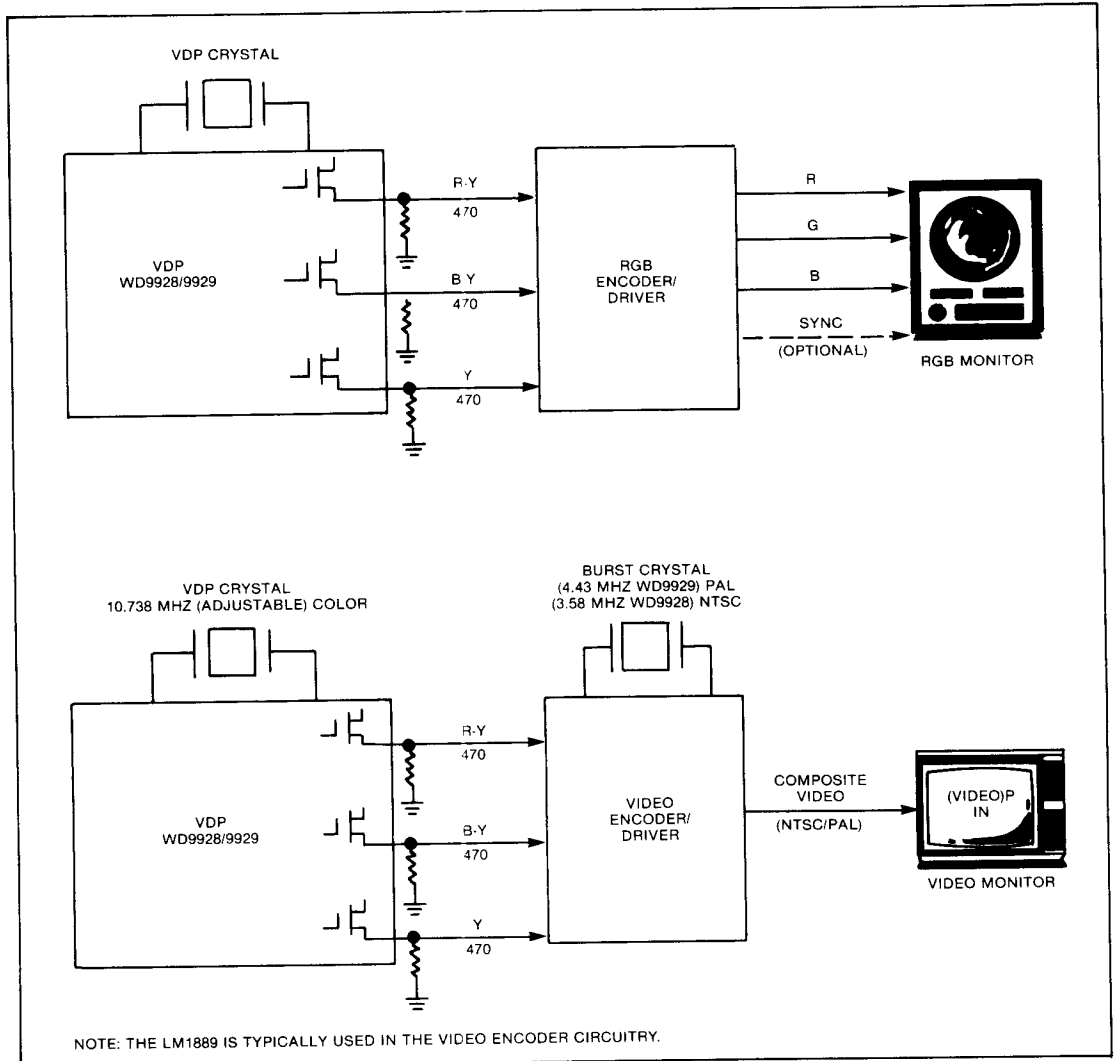 VDP CRYSTAL
VDP
WD9928/9929
R-Y
470
B Y
470
Y
470
RGB
ENCODER/
DRIVER
R
G
B
SYNC
(OPTIONAL)
RGB MONITOR
VDP CRYSTAL
10.738 MHZ (ADJUSTABLE) COLOR
BURST CRYSTAL
(4.43 MHZ WD9929) PAL
(3.58 MHZ WD9928) NTSC
VDP
WD9928/9929
R-Y
470
B-Y
470
Y
470
VIDEO
ENCODER/
DRIVER
COMPOSITE
VIDEO
(NTSC/PAL)
(VIDEO)P
IN
VIDEO MONITOR
NOTE: THE LM1889 IS TYPICALLY USED IN THE VIDEO ENCODER CIRCUITRY.